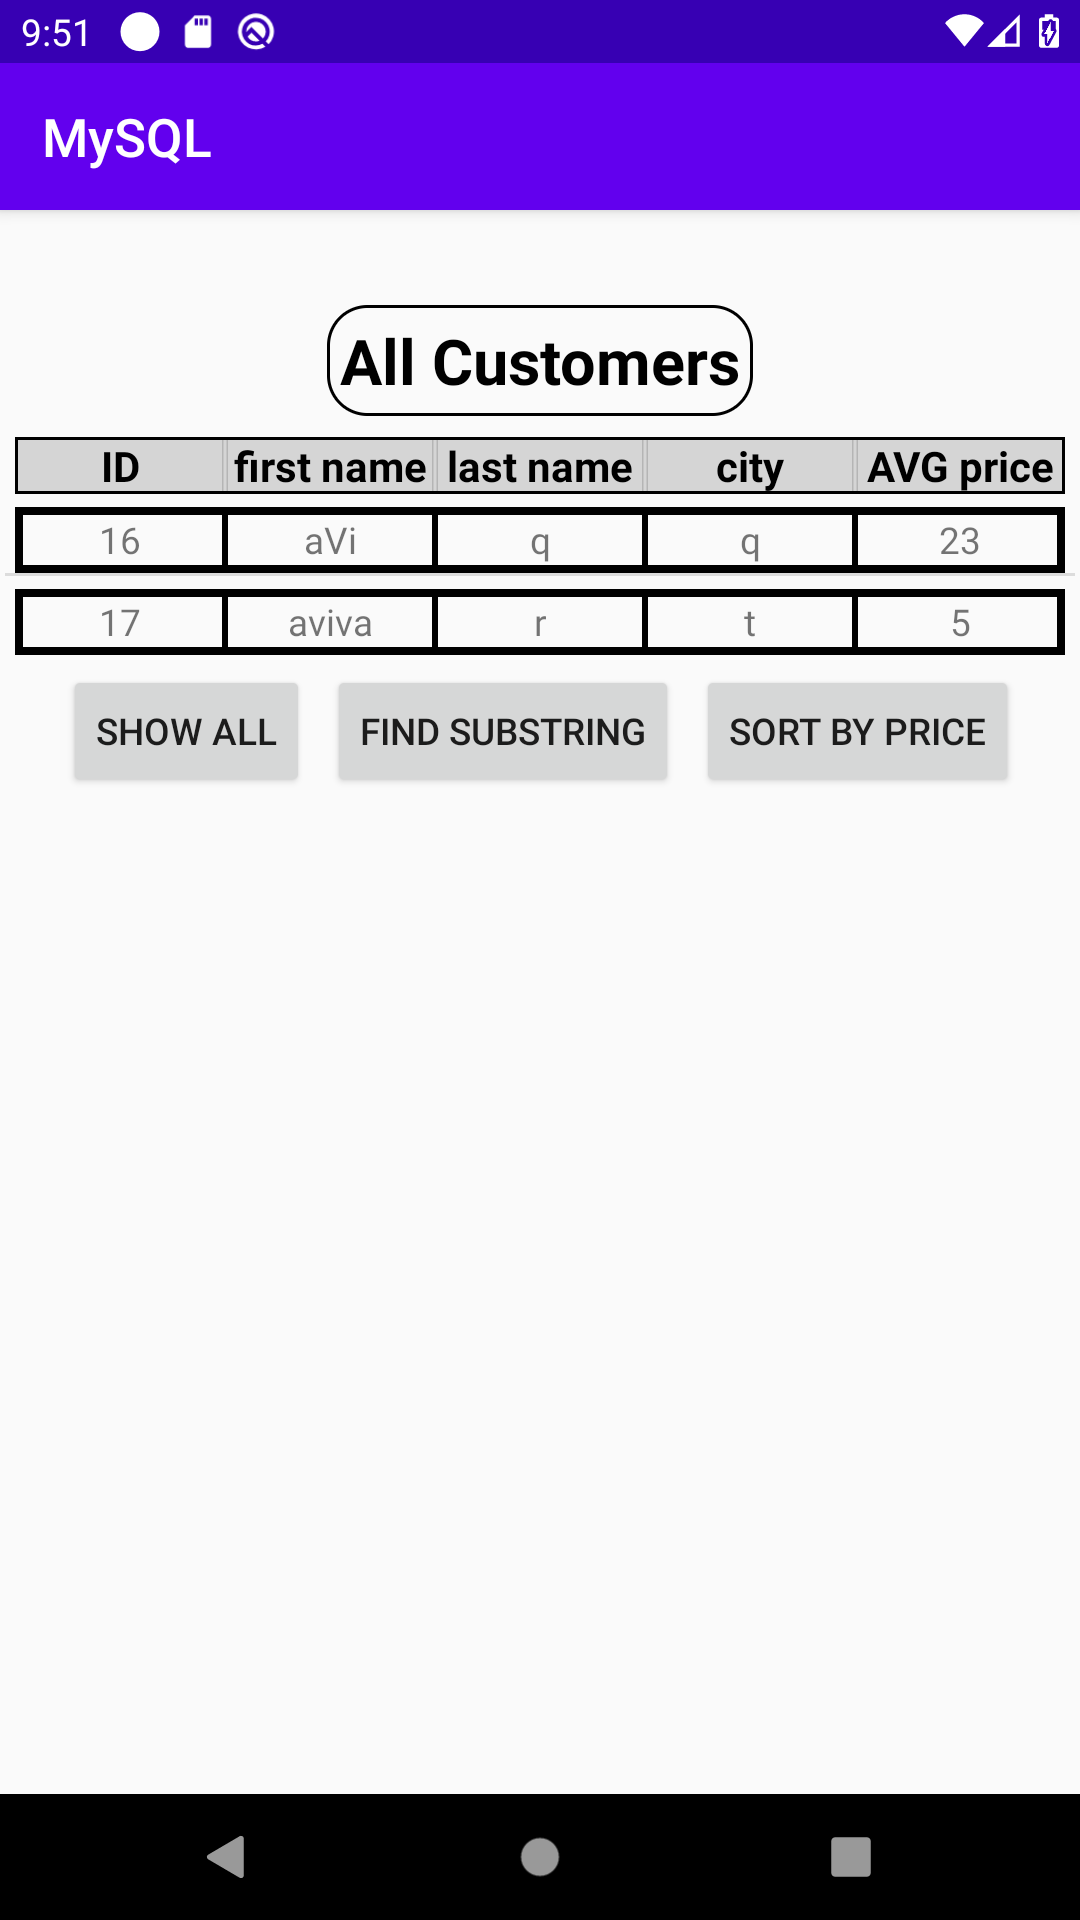 9:51
MySQL
All Customers
ID first name last name city AVG price
16 aVi q q 23
17 aviva r t 5
SHOW ALL FIND SUBSTRING SORT BY PRICE